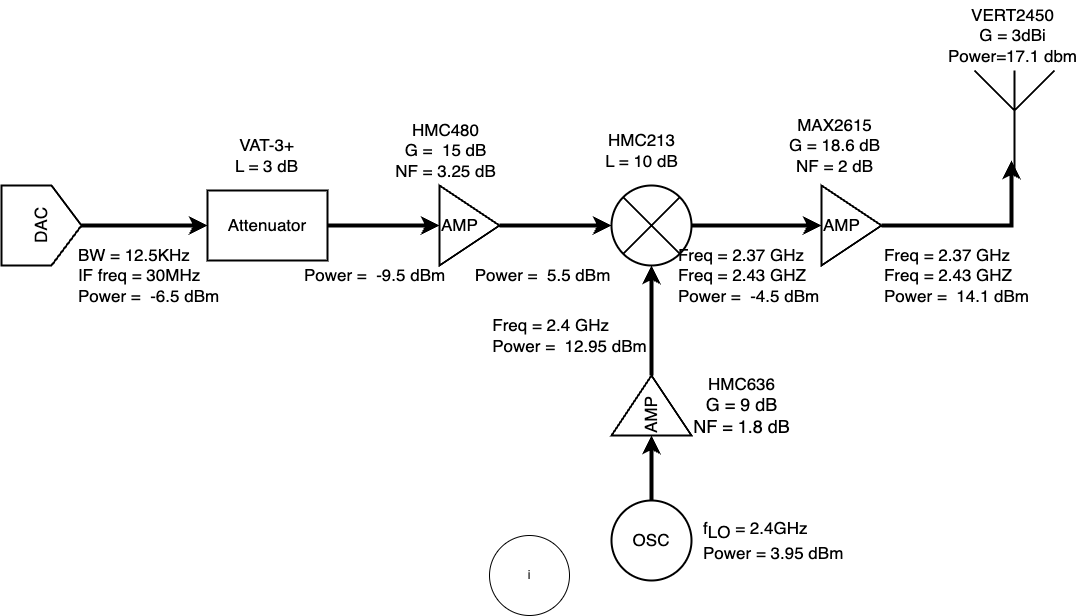 VERT2450
G = 3dBi
Power=17.1 dbm
MAX2615
G = 18.6 dB
NF = 2 dB
HMC480
G =  15 dB
NF = 3.25 dB
HMC213
L = 10 dB
VAT-3+
L = 3 dB
DAC
Attenuator
AMP
AMP
BW = 12.5KHz
IF freq = 30MHz
Power =  -6.5 dBm
Power =  -9.5 dBm
Power =  5.5 dBm
Freq = 2.37 GHz
Freq = 2.43 GHZ
Power = -4.5 dBm
Freq = 2.37 GHz
Freq = 2.43 GHZ
Power =  14.1 dBm
Freq = 2.4 GHz
Power =  12.95 dBm
AMP
HMC636
G = 9 dB
NF = 1.8 dB
OSC
fLO = 2.4GHz
Power = 3.95 dBm
i